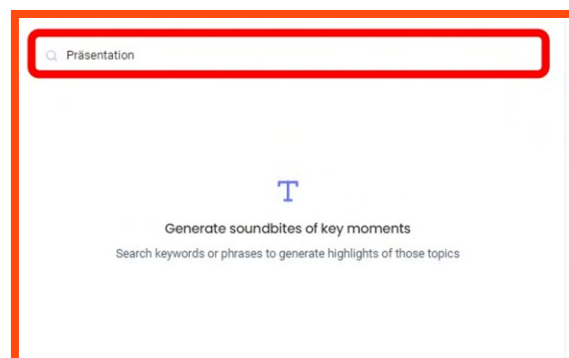 Präsentation
Generate soundbites of key moments
Search keywords or phrases to generate highlights of those topics